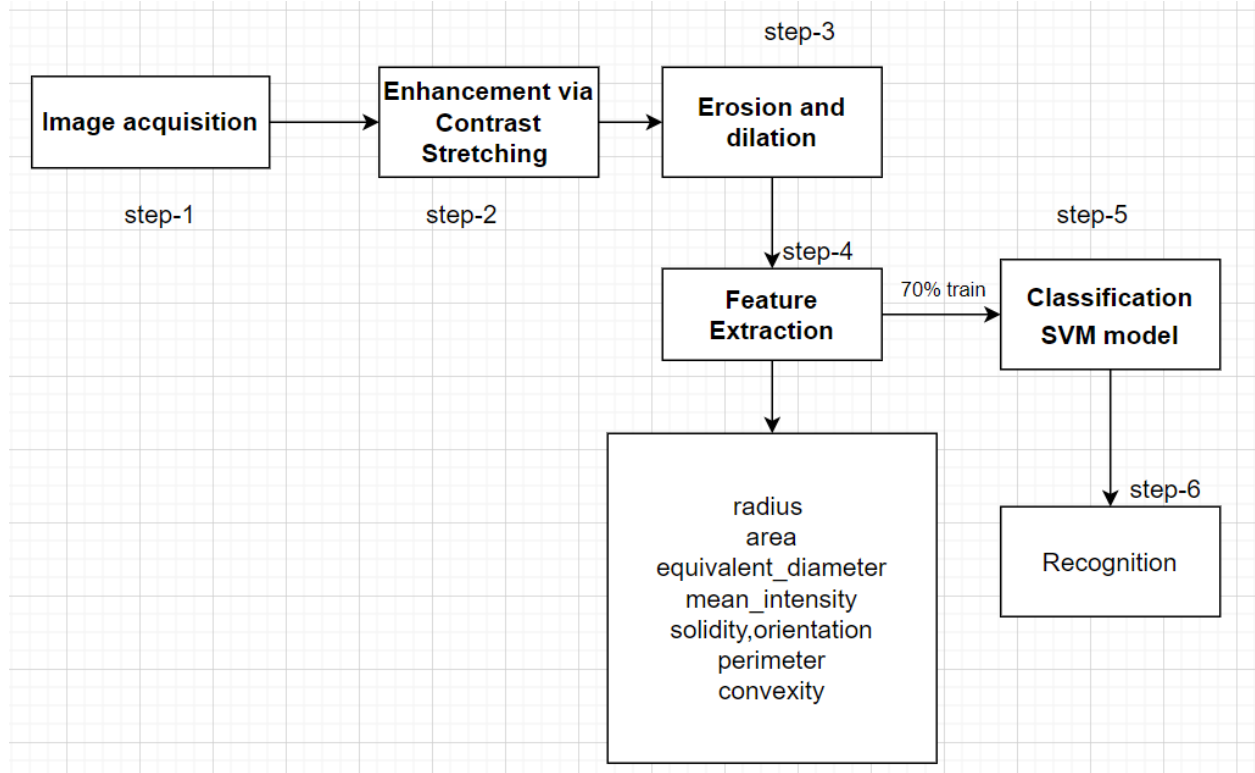 step-3
Image acquisition
Enhancement via
Contrast
Stretching
Erosion and
dilation
step-1
step-2
step-5
step-4
Feature
Extraction
70% train
Classification
SVM model
radius
area
equivalent_diameter
mean_intensity
solidity,orientation
perimeter
convexity
step-6
Recognition